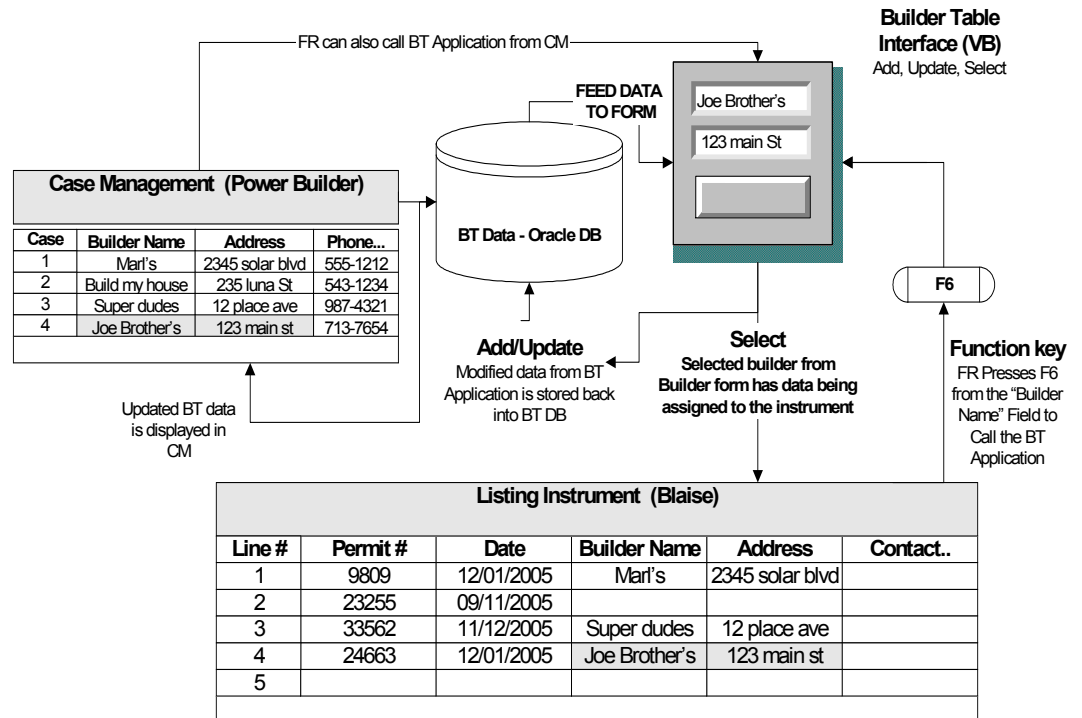 FR can also call BT Application from CM
Builder Table
Interface (VB)
Add, Update, Select
FEED DATA
TO FORM
Joe Brother's
123 main St
Case Management (Power Builder)
Case Builder Name Address Phone...
1 Marl's 2345 solar blvd 555-1212
2 Build my house 235 luna St 543-1234
3 Super dudes 12 place ave 987-4321
4 Joe Brother's 123 main st 713-7654
BT Data - Oracle DB
F6
Add/Update
Modified data from BT
Application is stored back
into BT DB
Select
Selected builder from
Builder form has data being
assigned to the instrument
Function key
FR Presses F6
from the “Builder
Name” Field to
Call the BT
Application
Updated BT data
is displayed in
CM
Listing Instrument (Blaise)
Line # Permit # Date Builder Name Address Contact..
1 9809 12/01/2005 Marl's 2345 solar blvd
2 23255 09/11/2005
3 33562 11/12/2005 Super dudes 12 place ave
4 24663 12/01/2005 Joe Brother's 123 main st
5